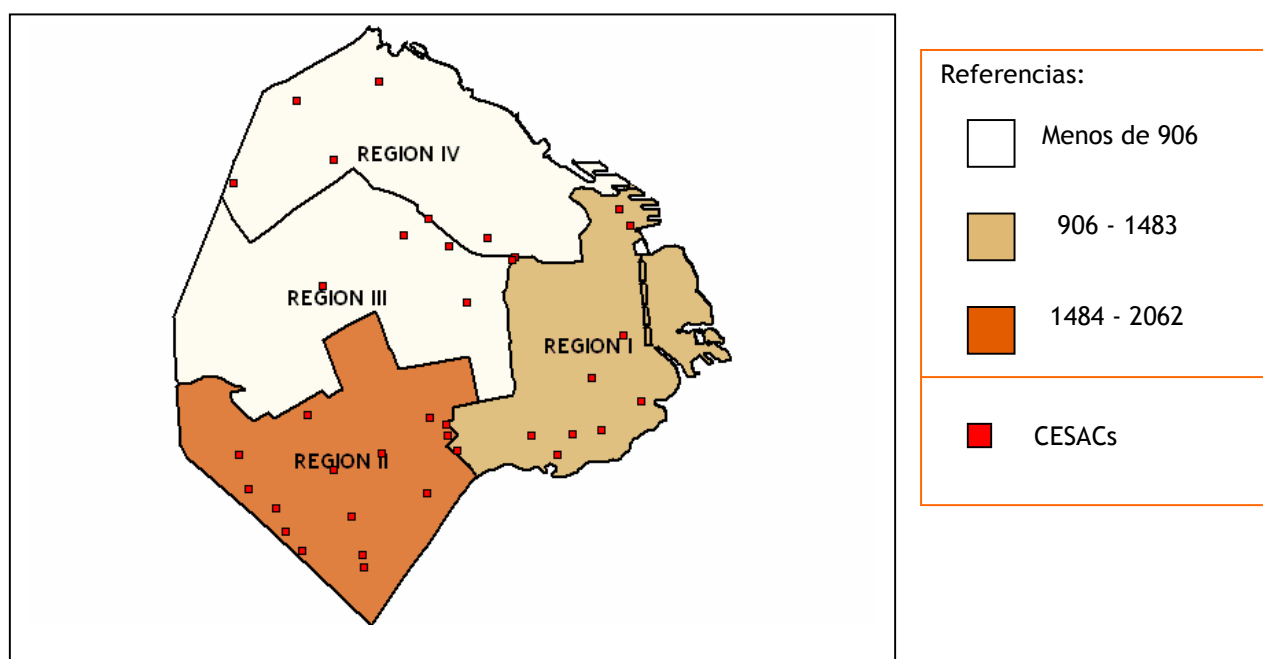 REGION IV
REGION III
REGION I
REGION II
Referencias:
Menos de 906
906 - 1483
1484 - 2062
CESACs